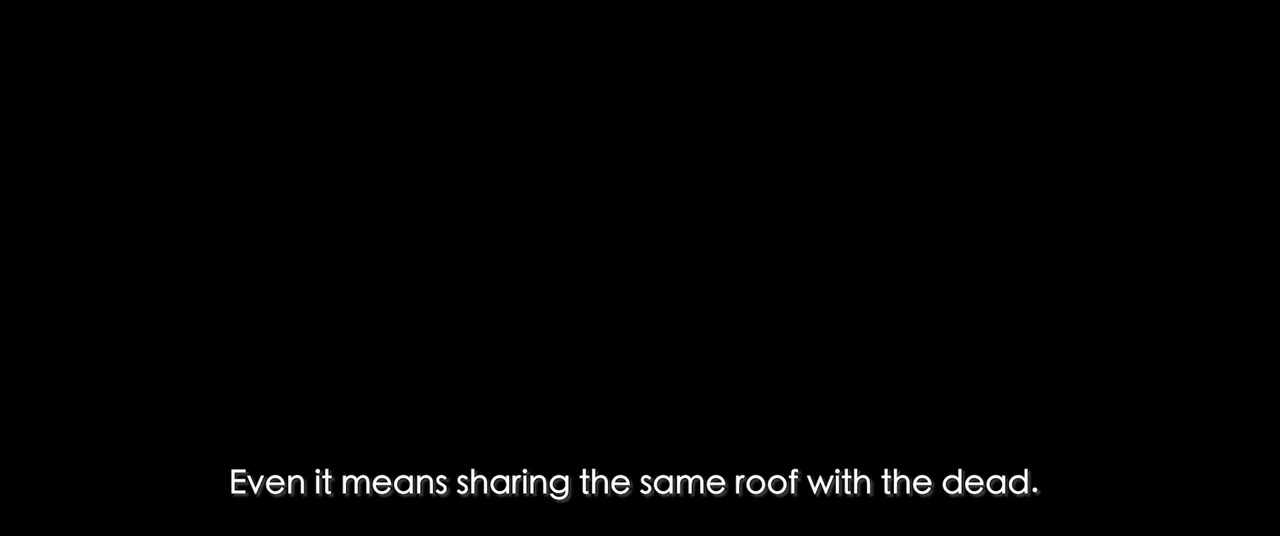 Even it means sharing the same roof with the dead.